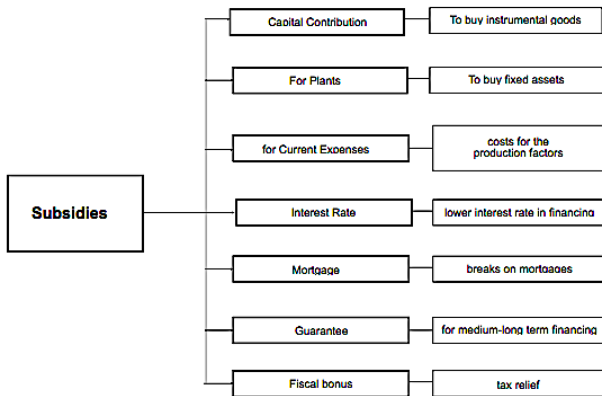 Capital Contribution
To buy instrumental goods
For Plants
To buy fixed assets
for Current Expenses
costs for the
production factors
Subsidies
Interest Rate
lower interest rate in financing
Mortgage
breaks on mortgages
Guarantee
for medium-long term financing
Fiscal bonus
tax relief